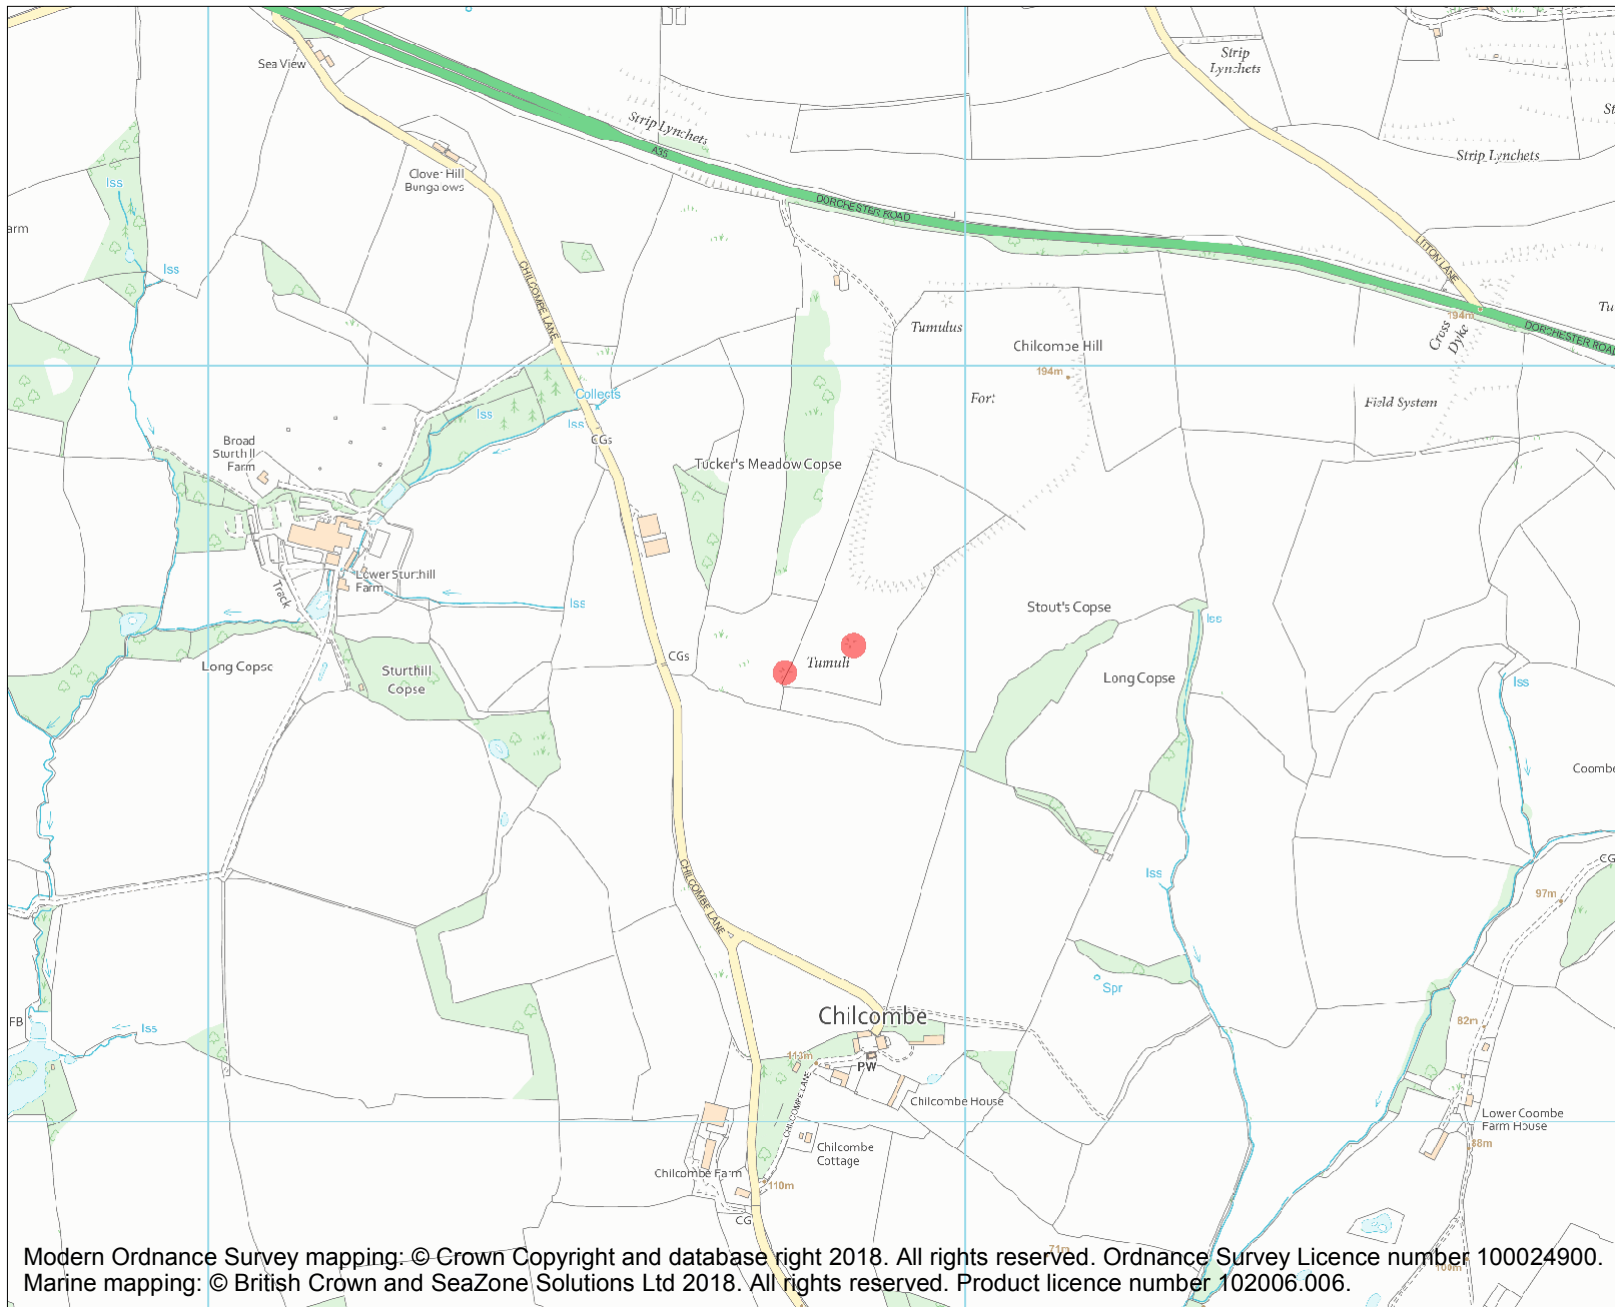 Sea View
Strip
Lynchets
Strip Lynchets
A35
Strip Lynchets
Clover Hill
Bungalows
Iss
DORCHESTER ROAD
arm
Iss
CHILCOMBE LANE
LITTON LANE
194m
DORCHESTER ROAD
Cross
Dyke
Tumulus
Chilcombe Hill
194m
Fort
Field System
Collects
Iss
Iss
CGs
Broad
Sturthill
Farm
Tucker's Meadow Copse
Lower Sturthill
Farm
Track
Iss
Stout's Copse
Iss
Long Copse
Sturthill
Copse
CGs
Tumuli
Long Copse
Iss
Coombe
CHILCOMBE LANE
Iss
CG
97m
Spr
FB
Iss
Chilcombe
82m
113m
PW
CHILCOMBE LANE
Chilcombe House
Lower Coombe
Farm House
88m
Chilcombe
Cottage
Chilcombe Farm
110m
CG
71m
100m
Modern Ordnance Survey mapping: © Crown Copyright and database right 2018. All rights reserved. Ordnance Survey Licence number 100024900.
Marine mapping: © British Crown and SeaZone Solutions Ltd 2018. All rights reserved. Product licence number 102006.006.